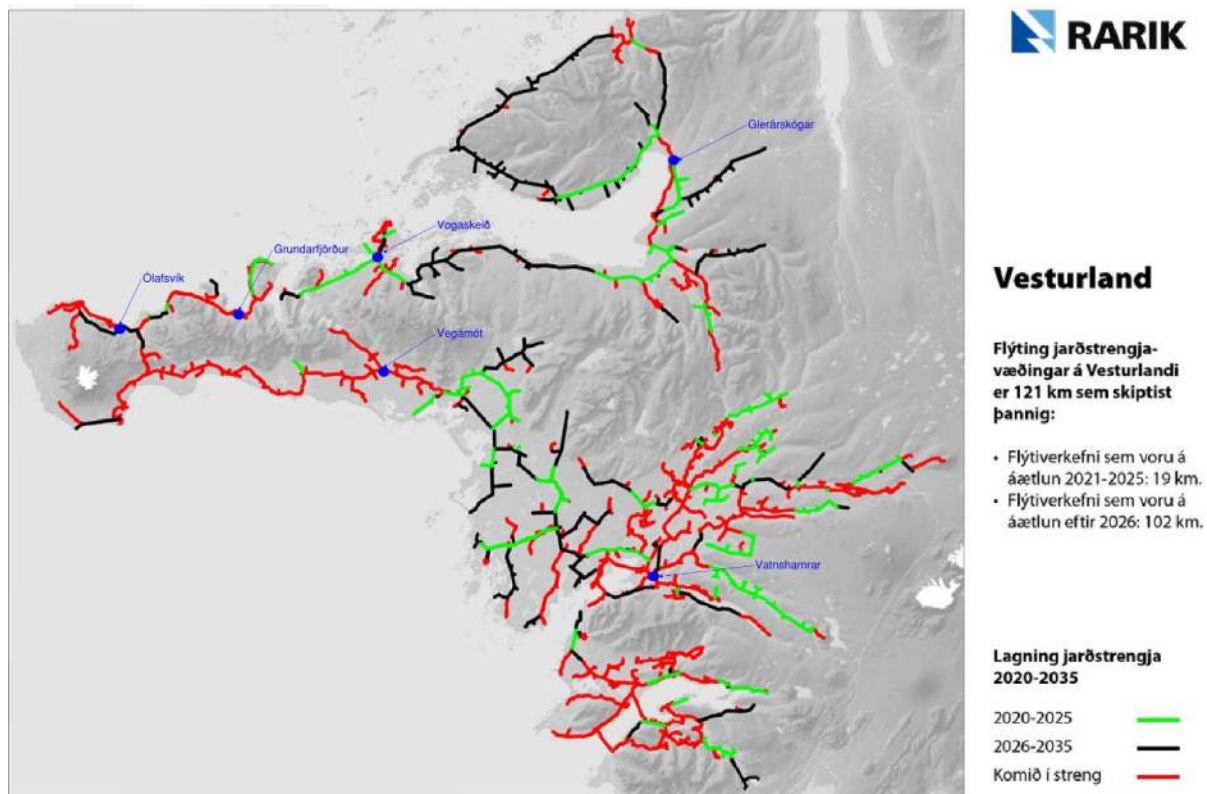 RARIK
Glerárskógar
Vogaskeið
Grundarfjörður
Ólafsvík
Vegamót
Vatnshamrar
Vesturland
Flýting jarðstrengja-
væðingar á Vesturlandi
er 121 km sem skiptist
þannig:
• Flýtiverkefni sem voru á
áætlun 2021-2025: 19 km.
• Flýtiverkefni sem voru á
áætlun eftir 2026: 102 km.
Lagning jarðstrengja
2020-2035
2020-2025
2026-2035
Komið í streng